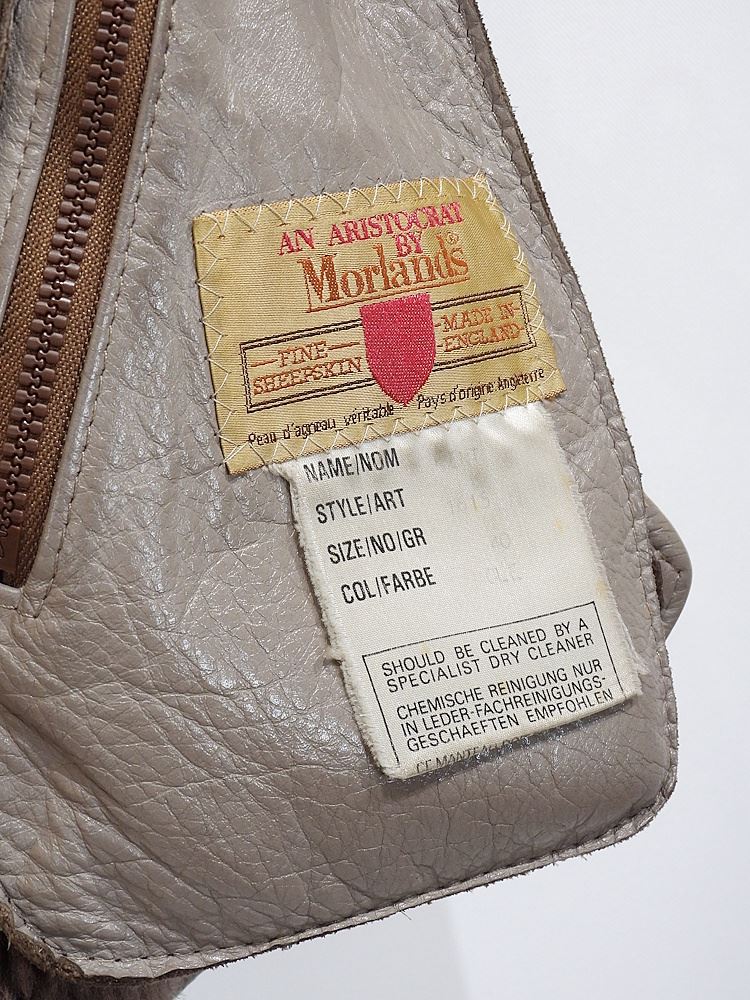 AN ARISTOCRAT
BY
Morlands®
FINE
SHEEPSKIN
MADE IN
ENGLAND
Peau d'agneau véritable Pays d'origine Angleterre
NAME/NOM
STYLE/ART
SIZE/NO/GR
COL/FARBE
SHOULD BE CLEANED BY A
SPECIALIST DRY CLEANER
CHEMISCHE REINIGUNG NUR
IN LEDER-FACHREINIGUNGS-
GESCHAEFTEN EMPFOHLEN